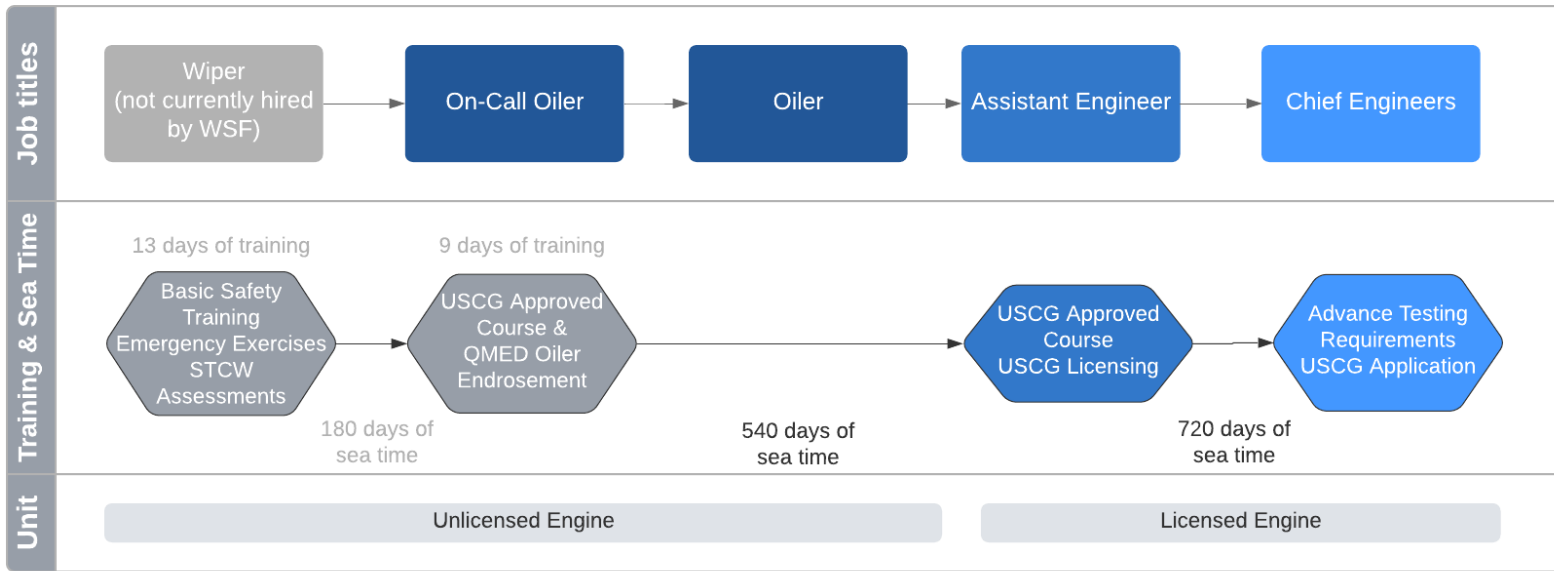 Job titles
Wiper
(not currently hired
by WSF)
On-Call Oiler
Oiler
Assistant Engineer
Chief Engineers
Training & Sea Time
13 days of training
Basic Safety
Training
Emergency Exercises
STCW
Assessments
180 days of
sea time
9 days of training
USCG Approved
Course &
QMED Oiler
Endrosement
540 days of
sea time
USCG Approved
Course
USCG Licensing
720 days of
sea time
Advance Testing
Requirements
USCG Application
Unit
Unlicensed Engine
Licensed Engine